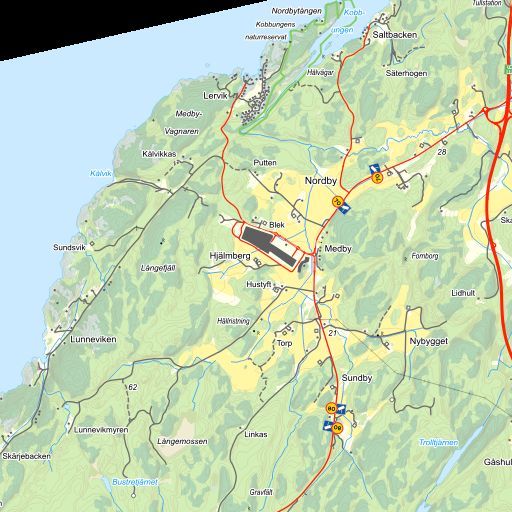 Nordbytången
Kobbungens
naturreservat
Kobb-
ungen
Tullstation
Saltbacken
Hälvägar
Säterhogen
Lervik
Medby-
Vagnaren
28
Kälvikkas
Putten
Kälvik
Nordby
Blek
Sundsvik
Långefjäll
Hjälmberg
Medby
Fornborg
Hustyft
Lidhult
Hällristning
21
Lunneviken
Torp
Nybygget
62
Sundby
Lunnevikmyren
Linkas
Långemossen
Trolltjärnen
Skärjebacken
Bustretjärnet
Gåshul
Gravfält